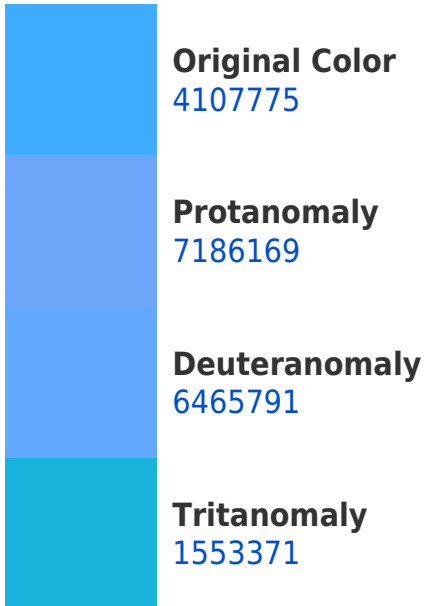 Original Color
4107775
Protanomaly
7186169
Deuteranomaly
6465791
Tritanomaly
1553371